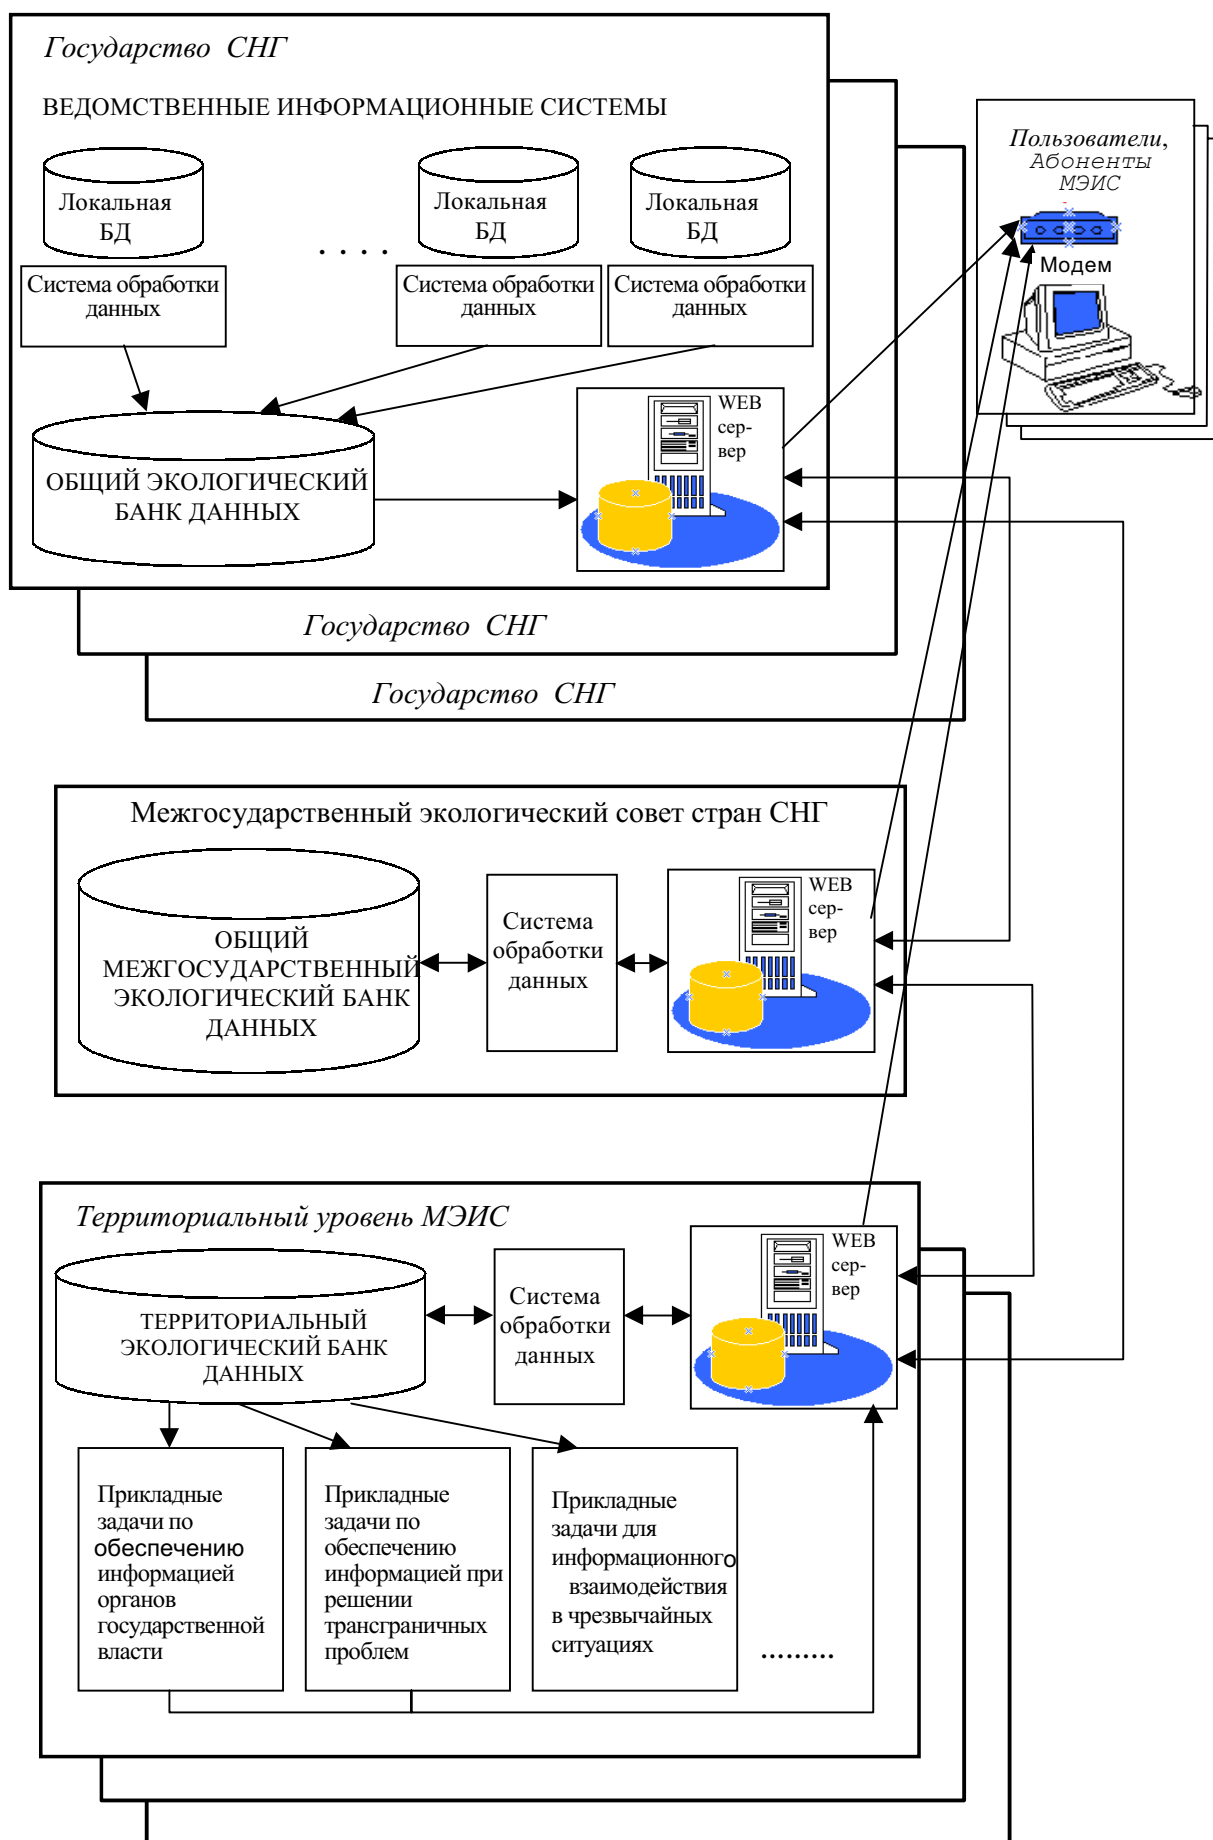 Государство СНГ
ВЕДОМСТВЕННЫЕ ИНФОРМАЦИОННЫЕ СИСТЕМЫ
Локальная
БД
. . . .
Локальная
БД
Локальная
БД
Система обработки
данных
Система обработки
данных
Система обработки
данных
ОБЩИЙ ЭКОЛОГИЧЕСКИЙ
БАНК ДАННЫХ
WEB
сер-
вер
Государство СНГ
Государство СНГ
Пользователи,
Абоненты
МЭИС
Модем
Межгосударственный экологический совет стран СНГ
ОБЩИЙ
МЕЖГОСУДАРСТВЕННЫЙ
ЭКОЛОГИЧЕСКИЙ БАНК
ДАННЫХ
Система
обработки
данных
WEB
сер-
вер
Территориальный уровень МЭИС
ТЕРРИТОРИАЛЬНЫЙ
ЭКОЛОГИЧЕСКИЙ БАНК
ДАННЫХ
Система
обработки
данных
WEB
сер-
вер
Прикладные
задачи по
обеспечению
информацией
органов
государственной
власти
Прикладные
задачи по
обеспечению
информацией при
решении
трансграничных
проблем
Прикладные
задачи для
информационного
взаимодействия
в чрезвычайных
ситуациях
.........